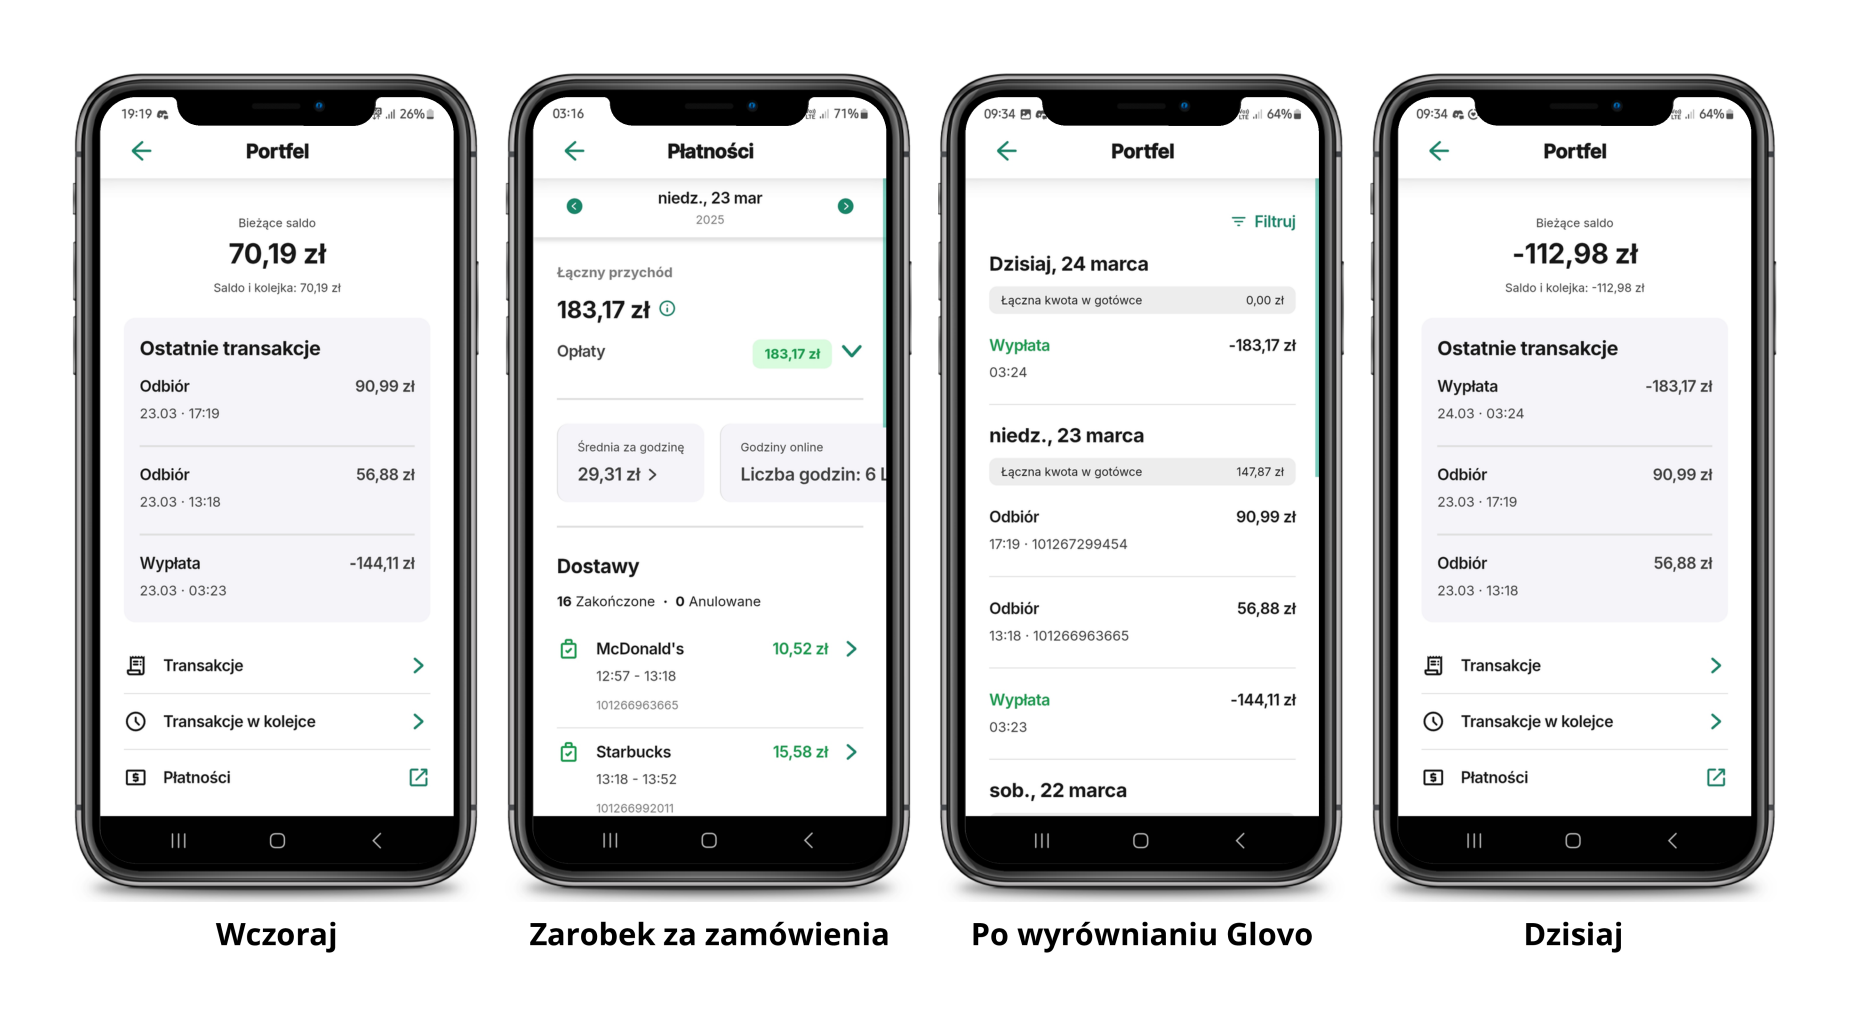 19:19
26%
Portfel
Bieżące saldo
70,19 zł
Saldo i kolejka: 70,19 zł
Ostatnie transakcje
Odbiór 90,99 zł
23.03 · 17:19
Odbiór 56,88 zł
23.03 · 13:18
Wypłata -144,11 zł
23.03 · 03:23
Transakcje
Transakcje w kolejce
Płatności
Wczoraj
03:16
71%
Płatności
niedz., 23 mar
2025
Łączny przychód
183,17 zł
Opłaty 183,17 zł
Średnia za godzinę
29,31 zł
Godziny online
Liczba godzin: 6 L
Dostawy
16 Zakończone · 0 Anulowane
McDonald's 10,52 zł
12:57 - 13:18
101266963665
Starbucks 15,58 zł
13:18 - 13:52
101266992011
Zarobek za zamówienia
09:34
64%
Portfel
Filtruj
Dzisiaj, 24 marca
Łączna kwota w gotówce 0,00 zł
Wypłata -183,17 zł
03:24
niedz., 23 marca
Łączna kwota w gotówce 147,87 zł
Odbiór 90,99 zł
17:19 · 101267299454
Odbiór 56,88 zł
13:18 · 101266963665
Wypłata -144,11 zł
03:23
sob., 22 marca
Po wyrównianiu Glovo
09:34
64%
Portfel
Bieżące saldo
-112,98 zł
Saldo i kolejka: -112,98 zł
Ostatnie transakcje
Wypłata -183,17 zł
24.03 · 03:24
Odbiór 90,99 zł
23.03 · 17:19
Odbiór 56,88 zł
23.03 · 13:18
Transakcje
Transakcje w kolejce
Płatności
Dzisiaj